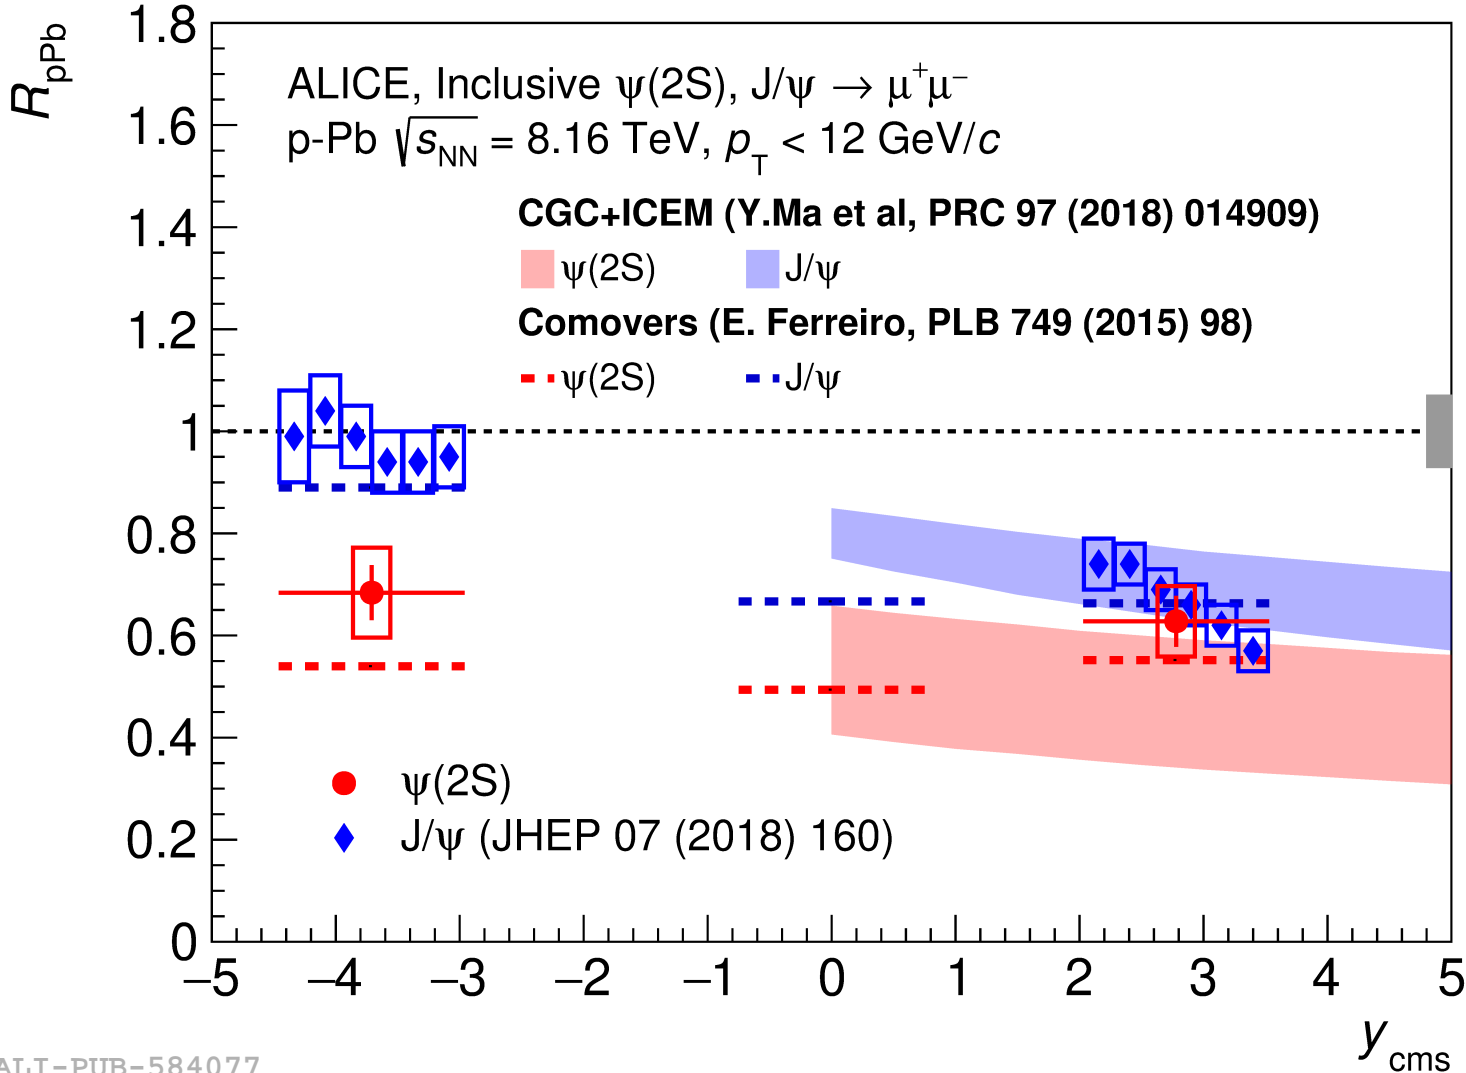 R_pPb
1.8
1.6
1.4
1.2
1
0.8
0.6
0.4
0.2
0
ALICE, Inclusive ψ(2S), J/ψ → μ⁺μ⁻
p-Pb √s_NN = 8.16 TeV, p_T < 12 GeV/c
CGC+ICEM (Y.Ma et al, PRC 97 (2018) 014909)
ψ(2S) J/ψ
Comovers (E. Ferreiro, PLB 749 (2015) 98)
ψ(2S) J/ψ
ψ(2S)
J/ψ (JHEP 07 (2018) 160)
−5 −4 −3 −2 −1 0 1 2 3 4 5
y_cms
ALI-PUB-584077